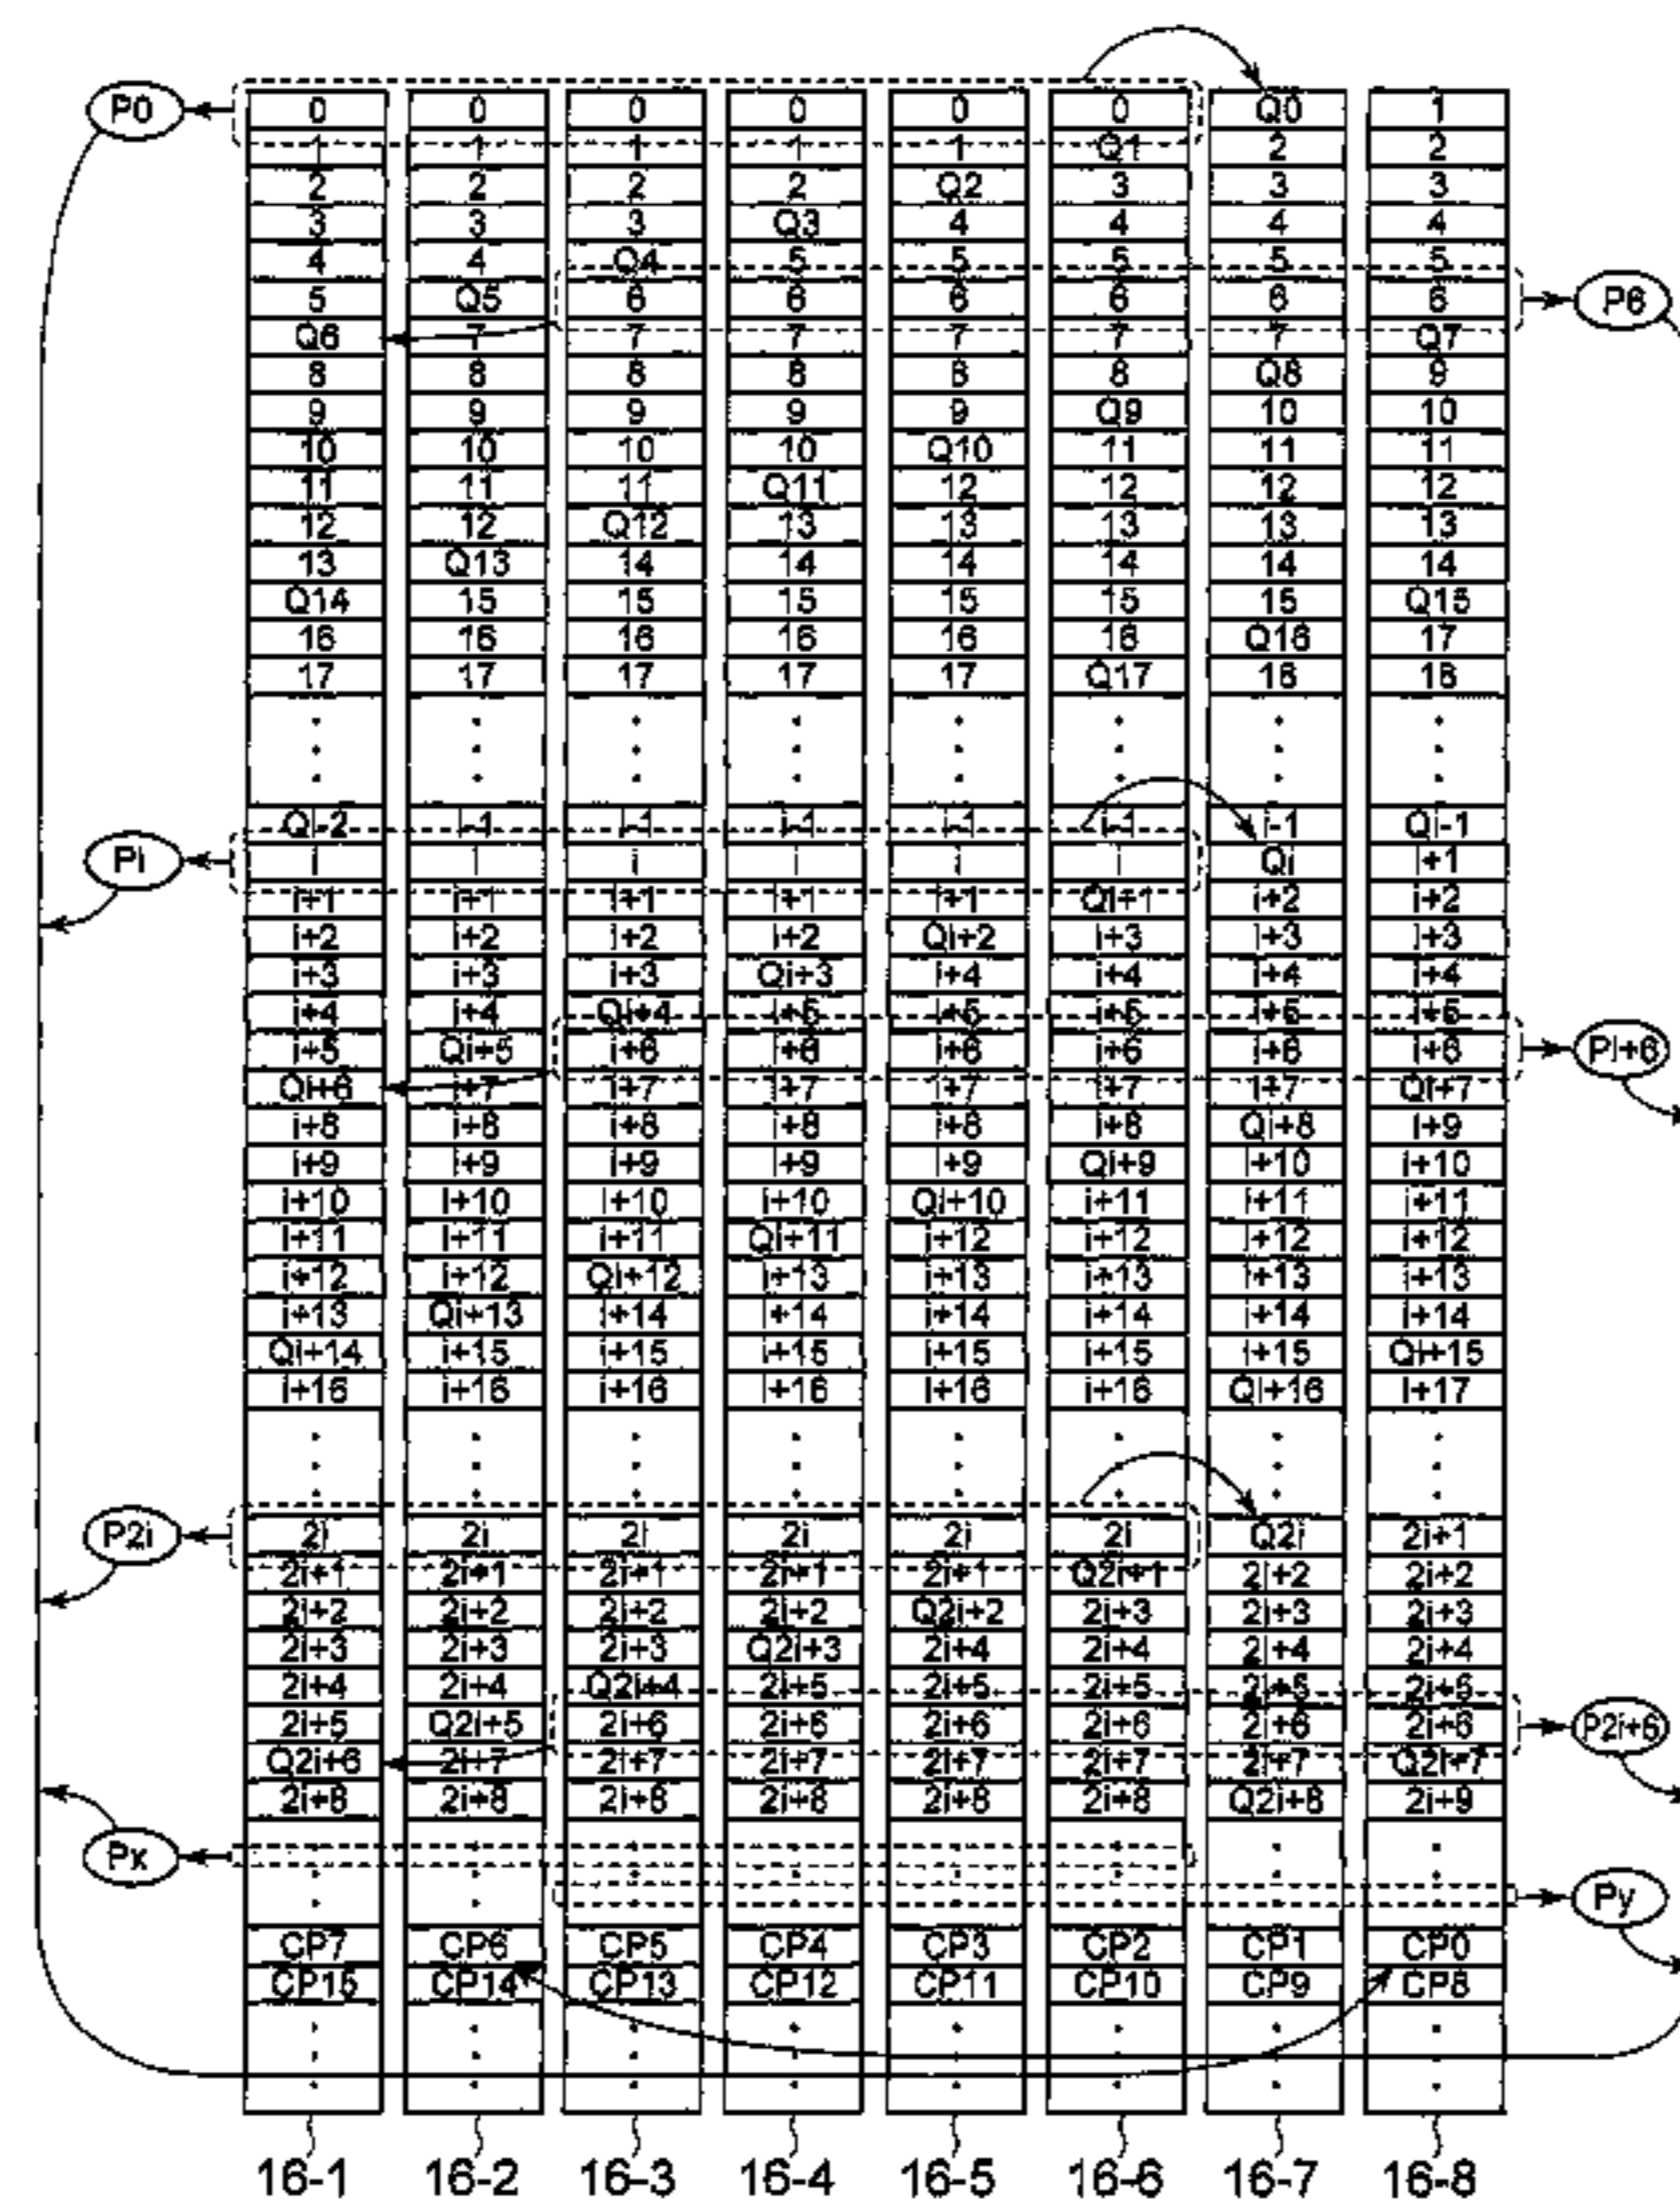 P0 0 0 0 0 0 0 Q0 1
1 1 1 1 1 Q1 2 2
2 2 2 2 Q2 3 3 3
3 3 3 Q3 4 4 4 4
4 4 Q4 5 5 5 5 5
5 Q5 6 6 6 6 6 6 P6
Q6 7 7 7 7 7 7 Q7
8 8 8 8 8 8 Q8 9
9 9 9 9 9 Q9 10 10
10 10 10 10 Q10 11 11 11
11 11 11 Q11 12 12 12 12
12 12 Q12 13 13 13 13 13
13 Q13 14 14 14 14 14 14
Q14 15 15 15 15 15 15 Q15
16 16 16 16 16 16 Q16 17
17 17 17 17 17 Q17 18 18
Qi-2 i-1 i-1 i-1 i-1 i-1 i-1 Qi-1
Pi i i i i i i Qi i+1
i+1 i+1 i+1 i+1 i+1 Qi+1 i+2 i+2
i+2 i+2 i+2 i+2 Qi+2 i+3 i+3 i+3
i+3 i+3 i+3 Qi+3 i+4 i+4 i+4 i+4
i+4 i+4 Qi+4 i+5 i+5 i+5 i+5 i+5
i+5 Qi+5 i+6 i+6 i+6 i+6 i+6 i+6 Pi+6
Qi+6 i+7 i+7 i+7 i+7 i+7 i+7 Qi+7
i+8 i+8 i+8 i+8 i+8 i+8 Qi+8 i+9
i+9 i+9 i+9 i+9 i+9 Qi+9 i+10 i+10
i+10 i+10 i+10 i+10 Qi+10 i+11 i+11 i+11
i+11 i+11 i+11 Qi+11 i+12 i+12 i+12 i+12
i+12 i+12 Qi+12 i+13 i+13 i+13 i+13 i+13
i+13 Qi+13 i+14 i+14 i+14 i+14 i+14 i+14
Qi+14 i+15 i+15 i+15 i+15 i+15 i+15 Qi+15
i+16 i+16 i+16 i+16 i+16 i+16 Qi+16 i+17
P2i 2i 2i 2i 2i 2i 2i Q2i 2i+1
2i+1 2i+1 2i+1 2i+1 2i+1 Q2i+1 2i+2 2i+2
2i+2 2i+2 2i+2 2i+2 Q2i+2 2i+3 2i+3 2i+3
2i+3 2i+3 2i+3 Q2i+3 2i+4 2i+4 2i+4 2i+4
2i+4 2i+4 Q2i+4 2i+5 2i+5 2i+5 2i+5 2i+5
2i+5 Q2i+5 2i+6 2i+6 2i+6 2i+6 2i+6 2i+6 P2i+6
Q2i+6 2i+7 2i+7 2i+7 2i+7 2i+7 2i+7 Q2i+7
2i+8 2i+8 2i+8 2i+8 2i+8 2i+8 Q2i+8 2i+9
Px
Py
CP7 CP6 CP5 CP4 CP3 CP2 CP1 CP0
CP15 CP14 CP13 CP12 CP11 CP10 CP9 CP8
16-1 16-2 16-3 16-4 16-5 16-6 16-7 16-8